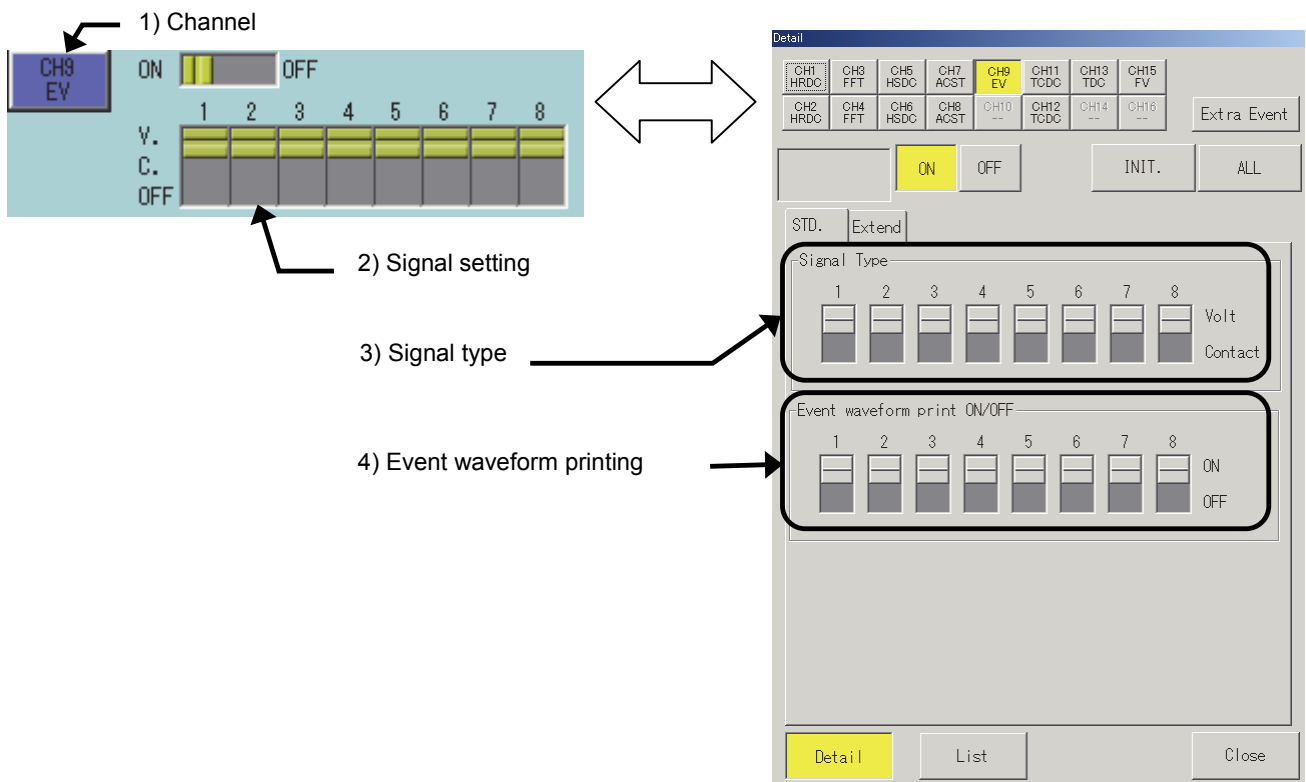 1) Channel
CH9
EV
ON OFF
1 2 3 4 5 6 7 8
V.
C.
OFF
2) Signal setting
3) Signal type
4) Event waveform printing
Detail
CH1 HRDC CH3 FFT CH5 HSDC CH7 ACST CH9 EV CH11 TCDC CH13 TDC CH15 FV
CH2 HRDC CH4 FFT CH6 HSDC CH8 ACST CH10 -- CH12 TCDC CH14 -- CH16 --
Extra Event
ON OFF INIT. ALL
STD. Extend
Signal Type
1 2 3 4 5 6 7 8
Volt
Contact
Event waveform print ON/OFF
1 2 3 4 5 6 7 8
ON
OFF
Detail List Close